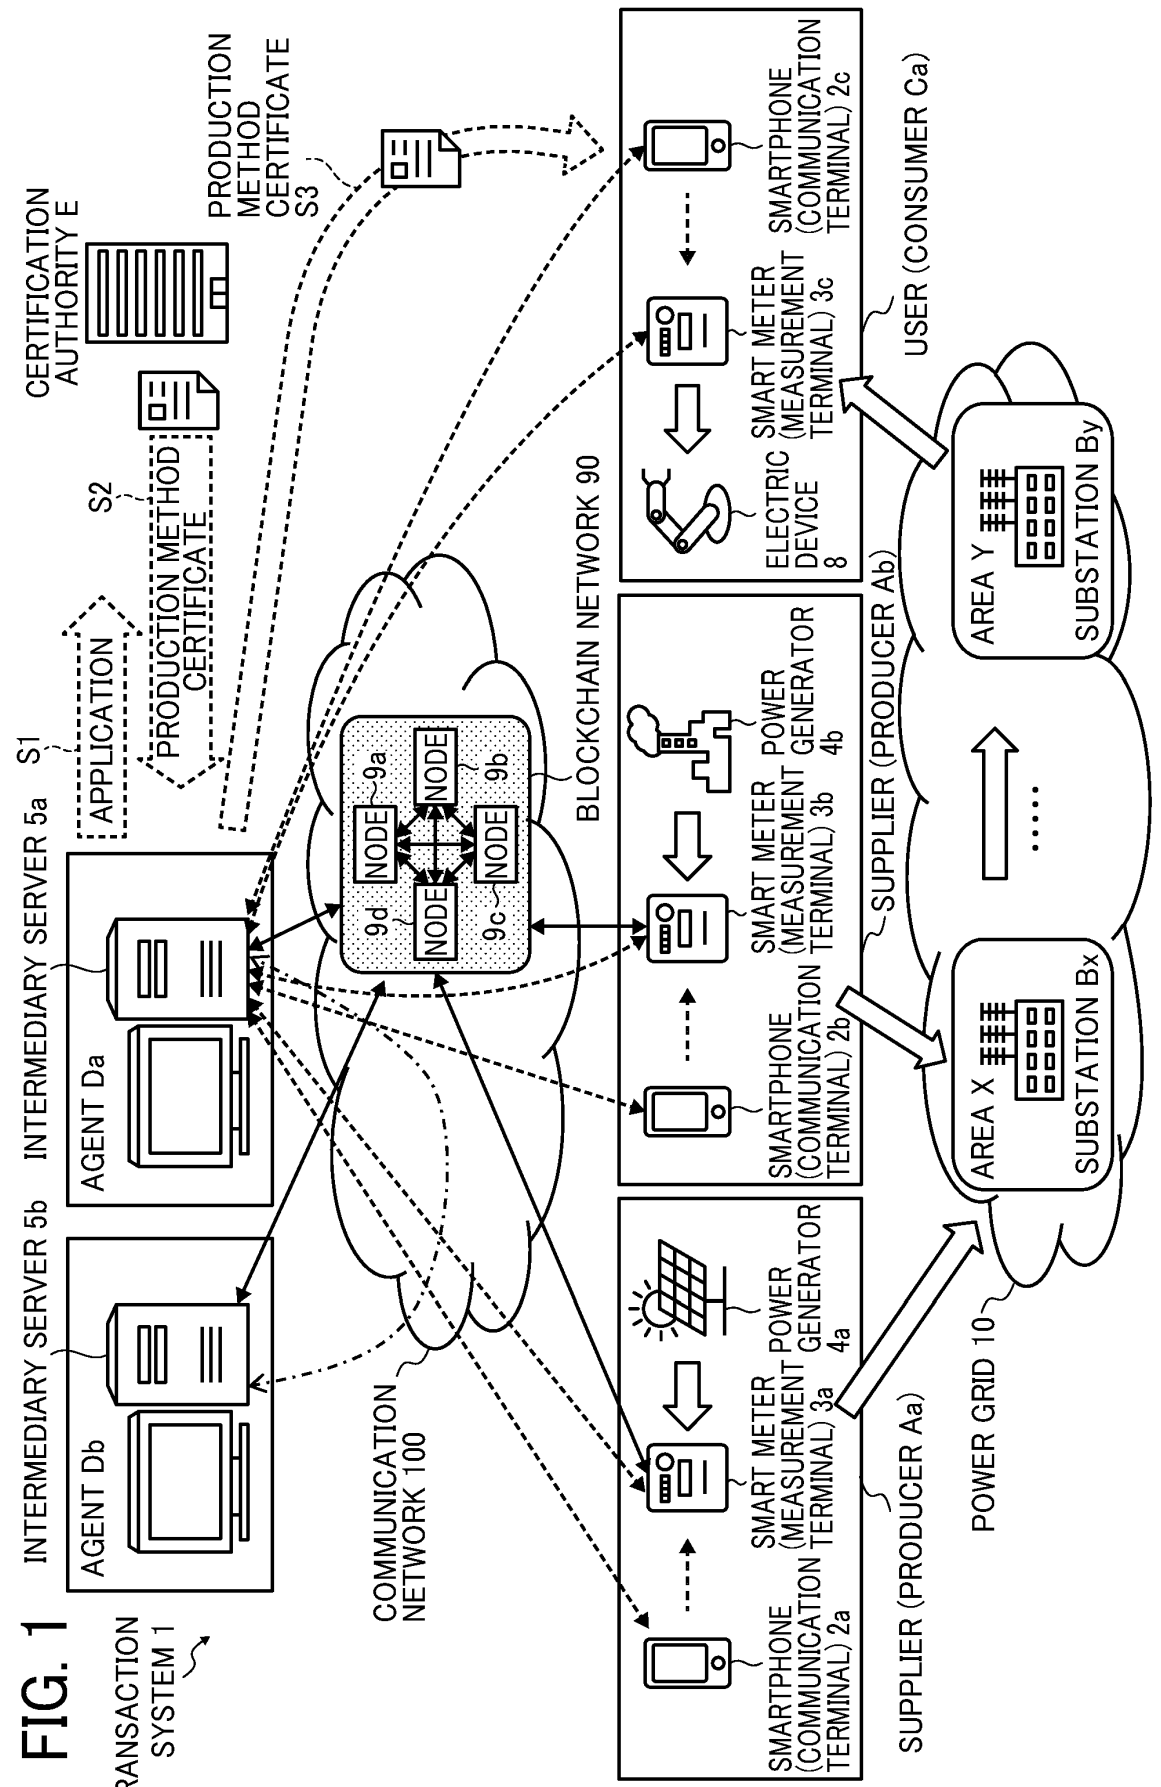 FIG. 1
TRANSACTION
SYSTEM 1
INTERMEDIARY SERVER 5b
AGENT Db
INTERMEDIARY SERVER 5a
AGENT Da
S1
APPLICATION
S2
PRODUCTION METHOD
CERTIFICATE
CERTIFICATION
AUTHORITY E
PRODUCTION
METHOD
CERTIFICATE
S3
COMMUNICATION
NETWORK 100
NODE
9a
NODE
9b
NODE
9c
NODE
9d
BLOCKCHAIN NETWORK 90
SMARTPHONE
(COMMUNICATION
TERMINAL) 2a
SMART METER
(MEASUREMENT
TERMINAL) 3a
POWER
GENERATOR
4a
SUPPLIER (PRODUCER Aa)
SMARTPHONE
(COMMUNICATION
TERMINAL) 2b
SMART METER
(MEASUREMENT
TERMINAL) 3b
POWER
GENERATOR
4b
SUPPLIER (PRODUCER Ab)
ELECTRIC
DEVICE
8
SMART METER
(MEASUREMENT
TERMINAL) 3c
SMARTPHONE
(COMMUNICATION
TERMINAL) 2c
USER (CONSUMER Ca)
POWER GRID 10
AREA X
SUBSTATION Bx
......
AREA Y
SUBSTATION By